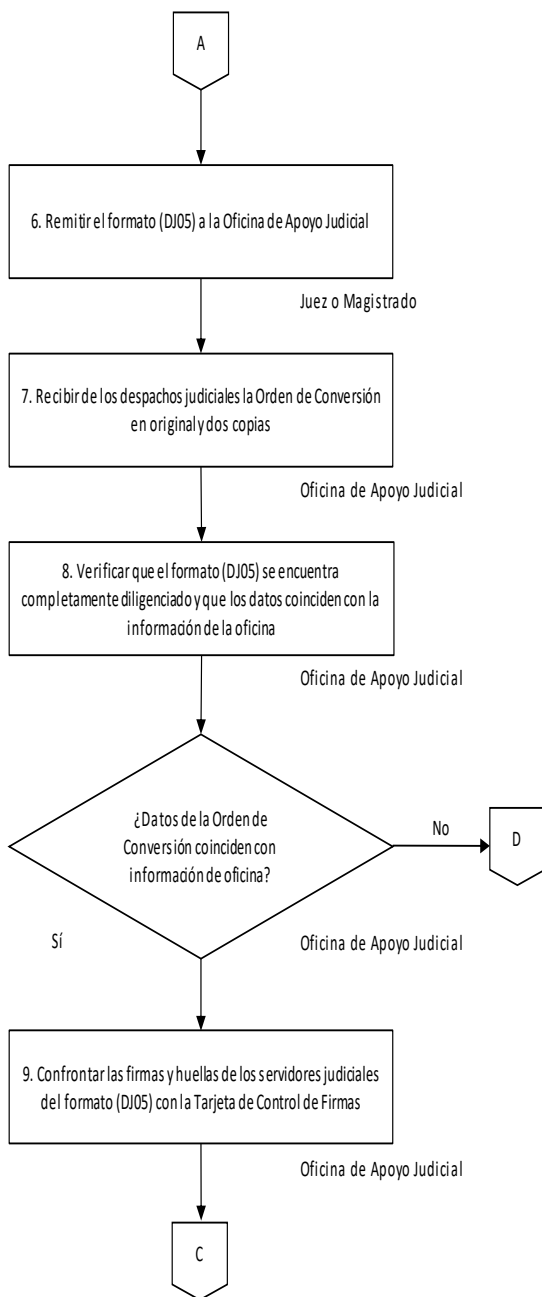 A
6. Remitir el formato (DJ05) a la Oficina de Apoyo Judicial
Juez o Magistrado
7. Recibir de los despachos judiciales la Orden de Conversión
en original y dos copias
Oficina de Apoyo Judicial
8. Verificar que el formato (DJ05) se encuentra
completamente diligenciado y que los datos coinciden con la
información de la oficina
Oficina de Apoyo Judicial
¿Datos de la Orden de
Conversión coinciden con
información de oficina?
No
D
Sí
Oficina de Apoyo Judicial
9. Confrontar las firmas y huellas de los servidores judiciales
del formato (DJ05) con la Tarjeta de Control de Firmas
Oficina de Apoyo Judicial
C